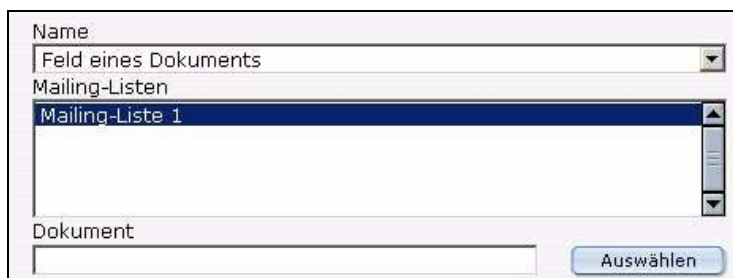 Name
Feld eines Dokuments
Mailing-Listen
Mailing-Liste 1
Dokument
Auswählen